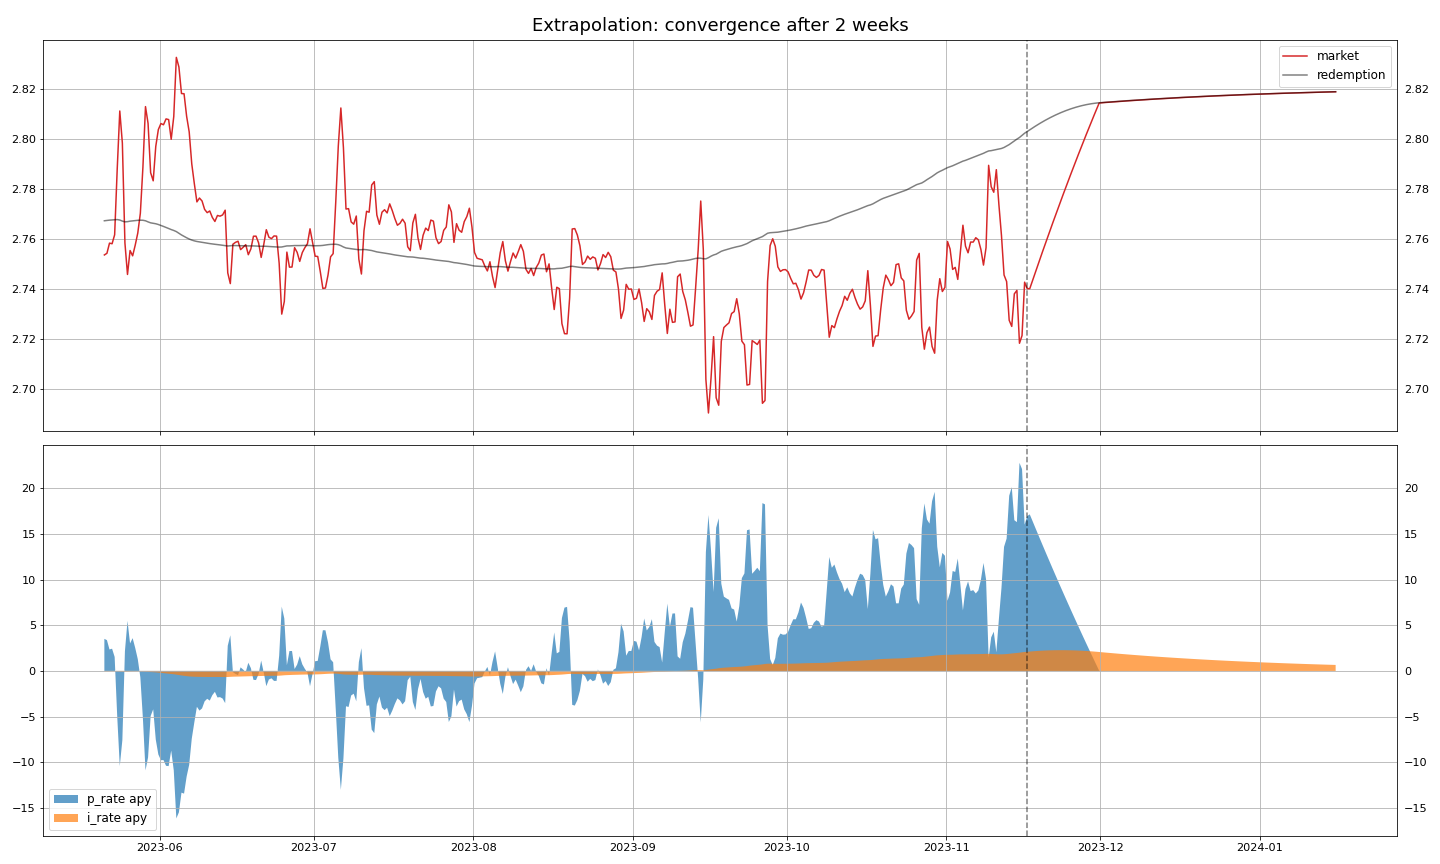 Extrapolation: convergence after 2 weeks
market
redemption
2.82 2.82
2.80 2.80
2.78 2.78
2.76 2.76
2.74 2.74
2.72 2.72
2.70 2.70
20 20
15 15
10 10
5 5
0 0
−5 −5
−10 −10
−15 −15
p_rate apy
i_rate apy
2023-06 2023-07 2023-08 2023-09 2023-10 2023-11 2023-12 2024-01